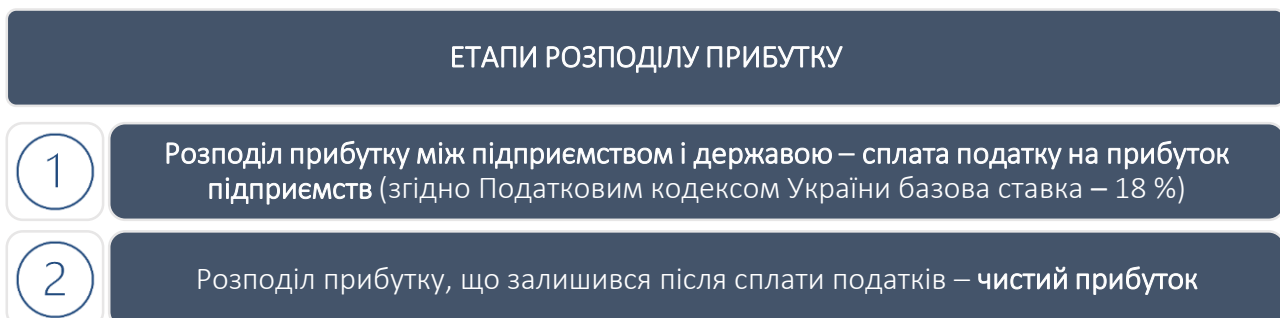 ЕТАПИ РОЗПОДІЛУ ПРИБУТКУ
1
Розподіл прибутку між підприємством і державою – сплата податку на прибуток
підприємств (згідно Податковим кодексом України базова ставка – 18 %)
2
Розподіл прибутку, що залишився після сплати податків – чистий прибуток